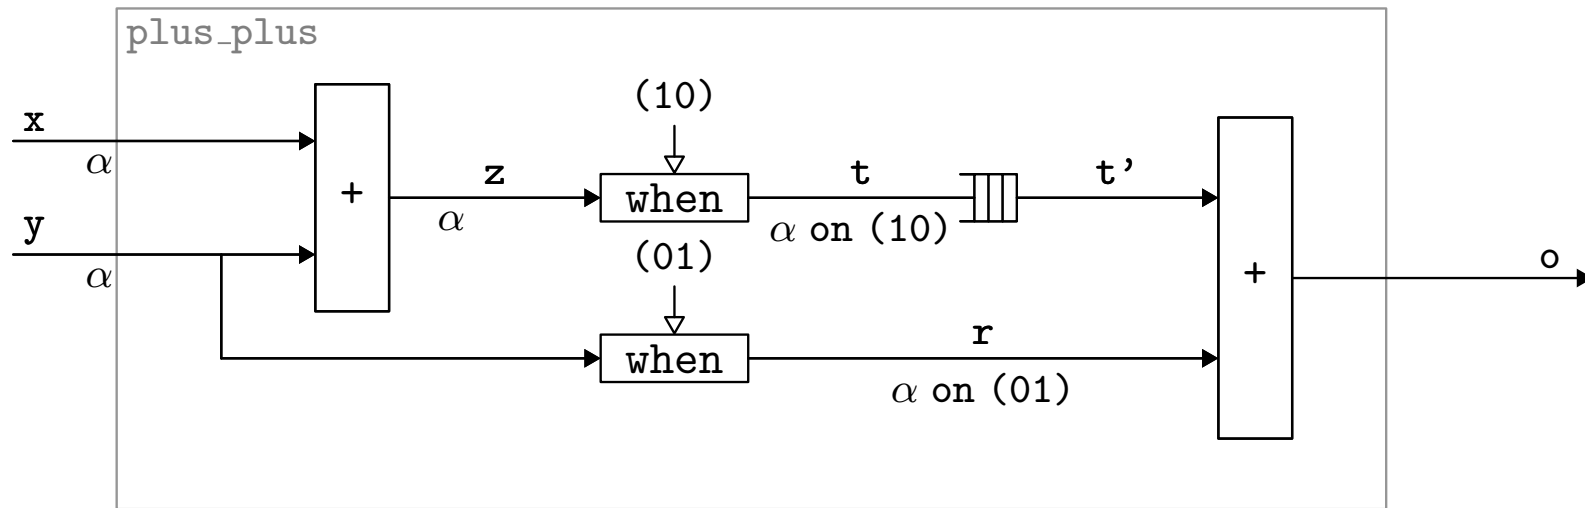 plus_plus
x
α
y
α
+
z
α
(10)
when
(01)
when
t
α on (10)
t'
r
α on (01)
+
o